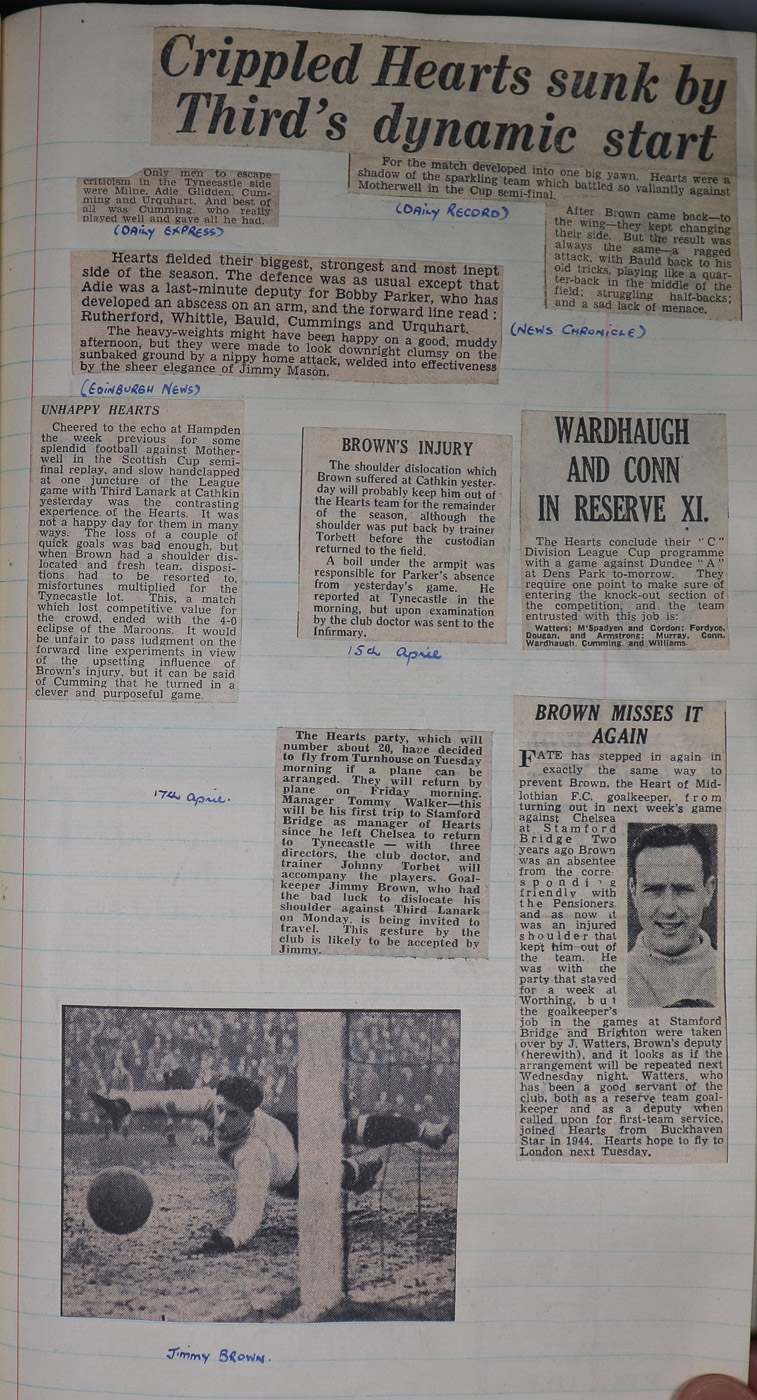 Crippled Hearts sunk by
Third's dynamic start
Only men to escape
criticism in the Tynecastle side
were Milne, Adie Glidden, Cum-
ming and Urquhart. And best of
all was Cumming, who really
played well and gave all he had.
(DAILY EXPRESS)
For the match developed into one big yawn. Hearts were a
shadow of the sparkling team which battled so valiantly against
Motherwell in the Cup semi-final.
(DAILY RECORD)
After Brown came back—to
the wing—they kept changing
their side. But the result was
always the same—a ragged
attack, with Bauld back to his
old tricks, playing like a quar-
ter-back in the middle of the
field; struggling half-backs;
and a sad lack of menace.
(NEWS CHRONICLE)
Hearts fielded their biggest, strongest and most inept
side of the season. The defence was as usual except that
Adie was a last-minute deputy for Bobby Parker, who has
developed an abscess on an arm, and the forward line read:
Rutherford, Whittle, Bauld, Cummings and Urquhart.
The heavy-weights might have been happy on a good, muddy
afternoon, but they were made to look downright clumsy on the
sunbaked ground by a nippy home attack, welded into effectiveness
by the sheer elegance of Jimmy Mason.
(EDINBURGH NEWS)
UNHAPPY HEARTS
Cheered to the echo at Hampden
the week previous for some
splendid football against Mother-
well in the Scottish Cup semi-
final replay, and slow handclapped
at one juncture of the League
game with Third Lanark at Cathkin
yesterday was the contrasting
experience of the Hearts. It was
not a happy day for them in many
ways. The loss of a couple of
quick goals was bad enough, but
when Brown had a shoulder dis-
located and fresh team disposi-
tions had to be resorted to,
misfortunes multiplied for the
Tynecastle lot. This, a match
which lost competitive value for
the crowd, ended with the 4-0
eclipse of the Maroons. It would
be unfair to pass judgment on the
forward line experiments in view
of the upsetting influence of
Brown's injury, but it can be said
of Cumming that he turned in a
clever and purposeful game.
BROWN'S INJURY
The shoulder dislocation which
Brown suffered at Cathkin yester-
day will probably keep him out of
the Hearts team for the remainder
of the season, although the
shoulder was put back by trainer
Torbett before the custodian
returned to the field.
A boil under the armpit was
responsible for Parker's absence
from yesterday's game. He
reported at Tynecastle in the
morning, but upon examination
by the club doctor was sent to the
Infirmary.
15th April
WARDHAUGH
AND CONN
IN RESERVE XI.
The Hearts conclude their "C"
Division League Cup programme
with a game against Dundee "A"
at Dens Park to-morrow. They
require one point to make sure of
entering the knock-out section of
the competition, and the team
entrusted with this job is:
Watters; M'Spadyen and Gordon; Fordyce,
Dougan, and Armstrong; Murray, Conn,
Wardhaugh, Cumming, and Williams
17th April.
The Hearts party, which will
number about 20, have decided
to fly from Turnhouse on Tuesday
morning if a plane can be
arranged. They will return by
plane on Friday morning.
Manager Tommy Walker—this
will be his first trip to Stamford
Bridge as manager of Hearts
since he left Chelsea to return
to Tynecastle — with three
directors, the club doctor, and
trainer Johnny Torbet will
accompany the players. Goal-
keeper Jimmy Brown, who had
the bad luck to dislocate his
shoulder against Third Lanark
on Monday, is being invited to
travel. This gesture by the
club is likely to be accepted by
Jimmy.
BROWN MISSES IT
AGAIN
FATE has stepped in again in
exactly the same way to
prevent Brown, the Heart of Mid-
lothian F.C. goalkeeper, from
turning out in next week's game
against Chelsea
at Stamford
Bridge Two
years ago Brown
was an absentee
from the corre-
sponding
friendly with
the Pensioners
and as now it
was an injured
shoulder that
kept him out of
the team. He
was with the
party that stayed
for a week at
Worthing, but
the goalkeeper's
job in the games at Stamford
Bridge and Brighton were taken
over by J. Watters, Brown's deputy
(herewith), and it looks as if the
arrangement will be repeated next
Wednesday night. Watters, who
has been a good servant of the
club, both as a reserve team goal-
keeper and as a deputy when
called upon for first-team service,
joined Hearts from Buckhaven
Star in 1944. Hearts hope to fly to
London next Tuesday.
Jimmy BROWN.